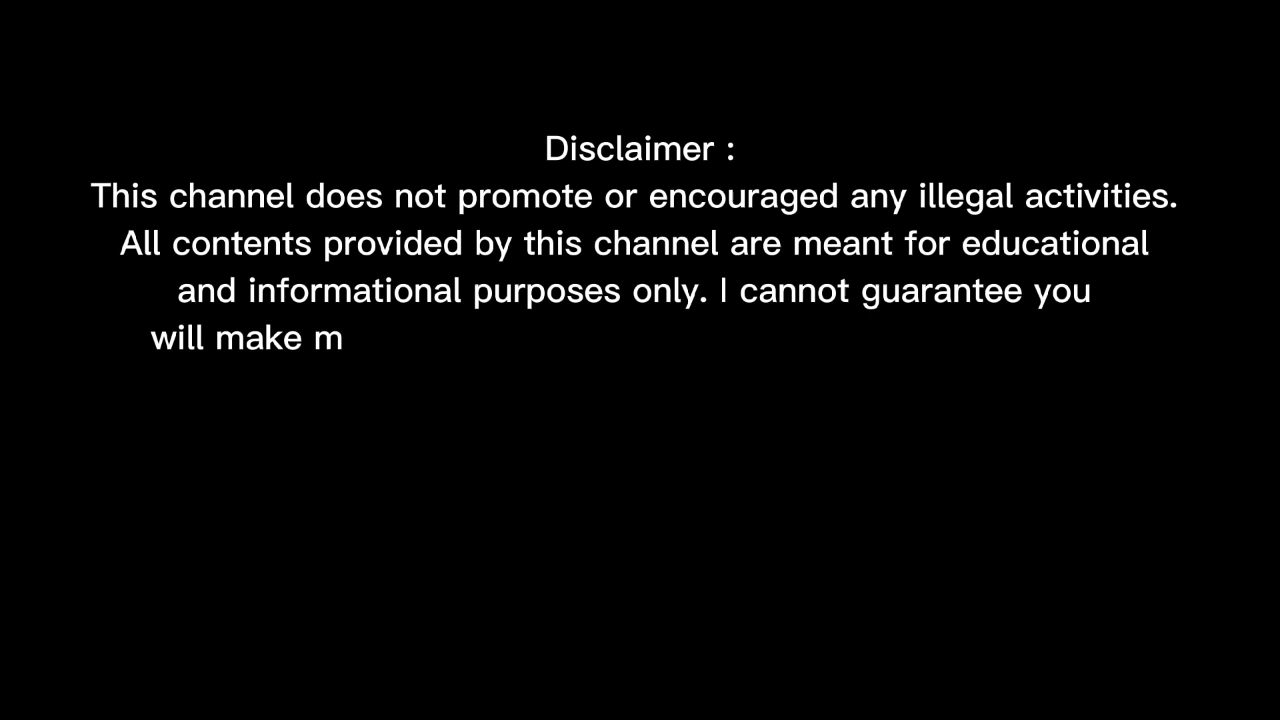 Disclaimer :
This channel does not promote or encouraged any illegal activities.
All contents provided by this channel are meant for educational
and informational purposes only. I cannot guarantee you
will make m